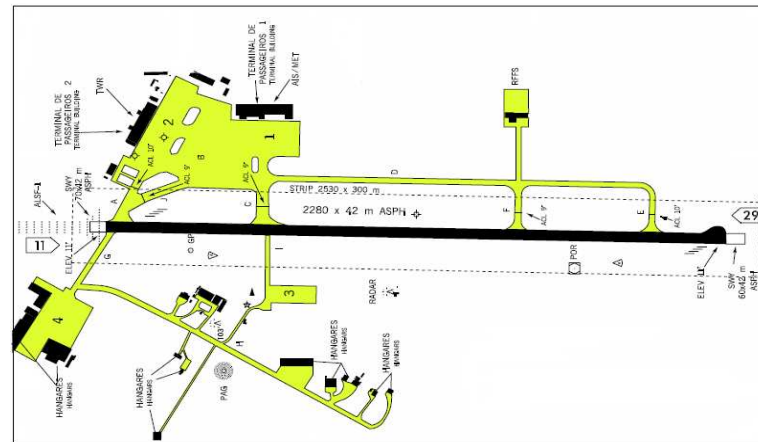 TERMINAL DE
PASSAGEIROS 2
TERMINAL BUILDING
TWR
TERMINAL DE
PASSAGEIROS 1
TERMINAL BUILDING
AIS/MET
RFFS
2
1
B
D
ALSF-1
SWY
70x42 m
ASPH
A
ACL 10'
J
ACL 9'
C
ACL 9'
STRIP 2530 x 300 m
2280 x 42 m ASPH
F
ACL 9'
E
ACL 10'
11
29
ELEV. 11'
G
GP
I
POR
ELEV 11'
SWY
60x42 m
ASPH
4
3
RADAR
103'
H
PAG
HANGARES
HANGARS
HANGARES
HANGARS
HANGARES
HANGARS
HANGARES
HANGARS